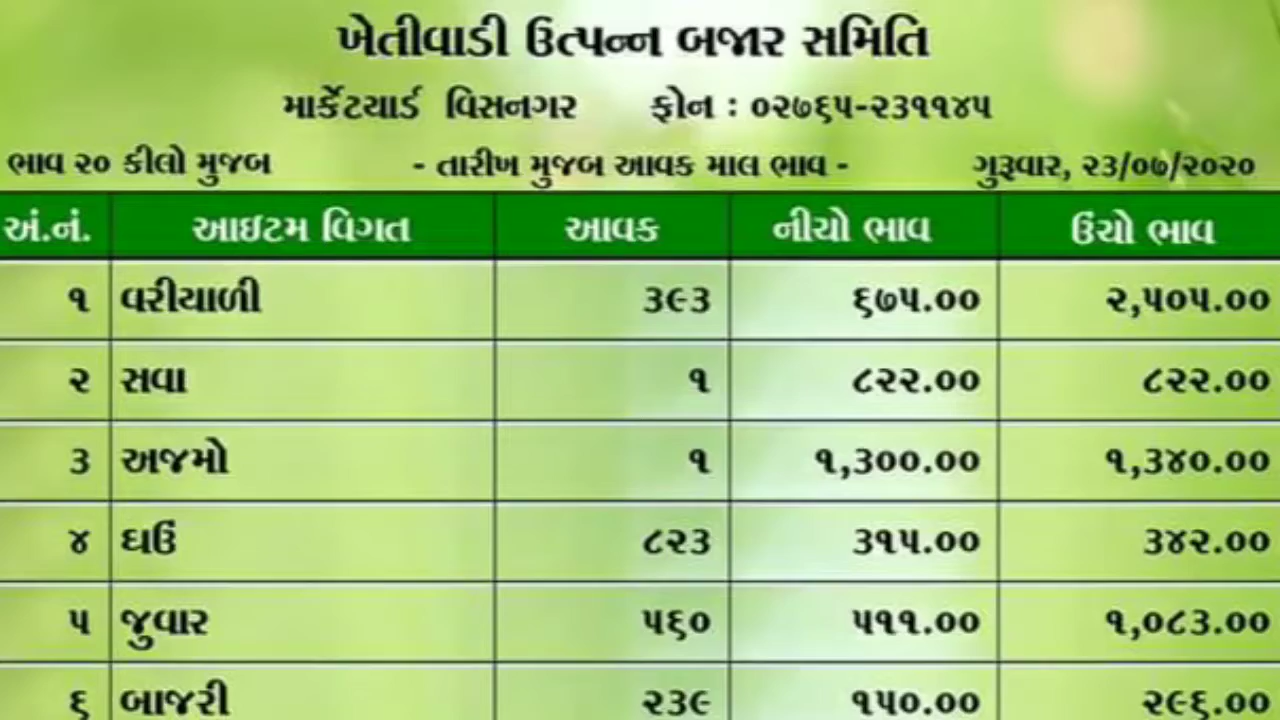 ખેતીવાડી ઉત્પન્ન બજાર સમિતિ
માર્કેટયાર્ડ વિસનગર ફોન : ૦૨૭૬૫-૨૩૧૧૪૫
ભાવ ૨૦ કીલો મુજબ - તારીખ મુજબ આવક માલ ભાવ - ગુરૂવાર, ૨૩/૦૭/૨૦૨૦
અં.નં. આઇટમ વિગત આવક નીચો ભાવ ઉંચો ભાવ
૧ વરીયાળી ૩૯૩ ૬૭૫.૦૦ ૨,૫૦૫.૦૦
૨ સવા ૧ ૮૨૨.૦૦ ૮૨૨.૦૦
૩ અજમો ૧ ૧,૩૦૦.૦૦ ૧,૩૪૦.૦૦
૪ ઘઉં ૮૨૩ ૩૧૫.૦૦ ૩૪૨.૦૦
૫ જુવાર ૫૬૦ ૫૧૧.૦૦ ૧,૦૮૩.૦૦
૬ બાજરી ૨૩૯ ૧૫૦.૦૦ ૨૯૬.૦૦